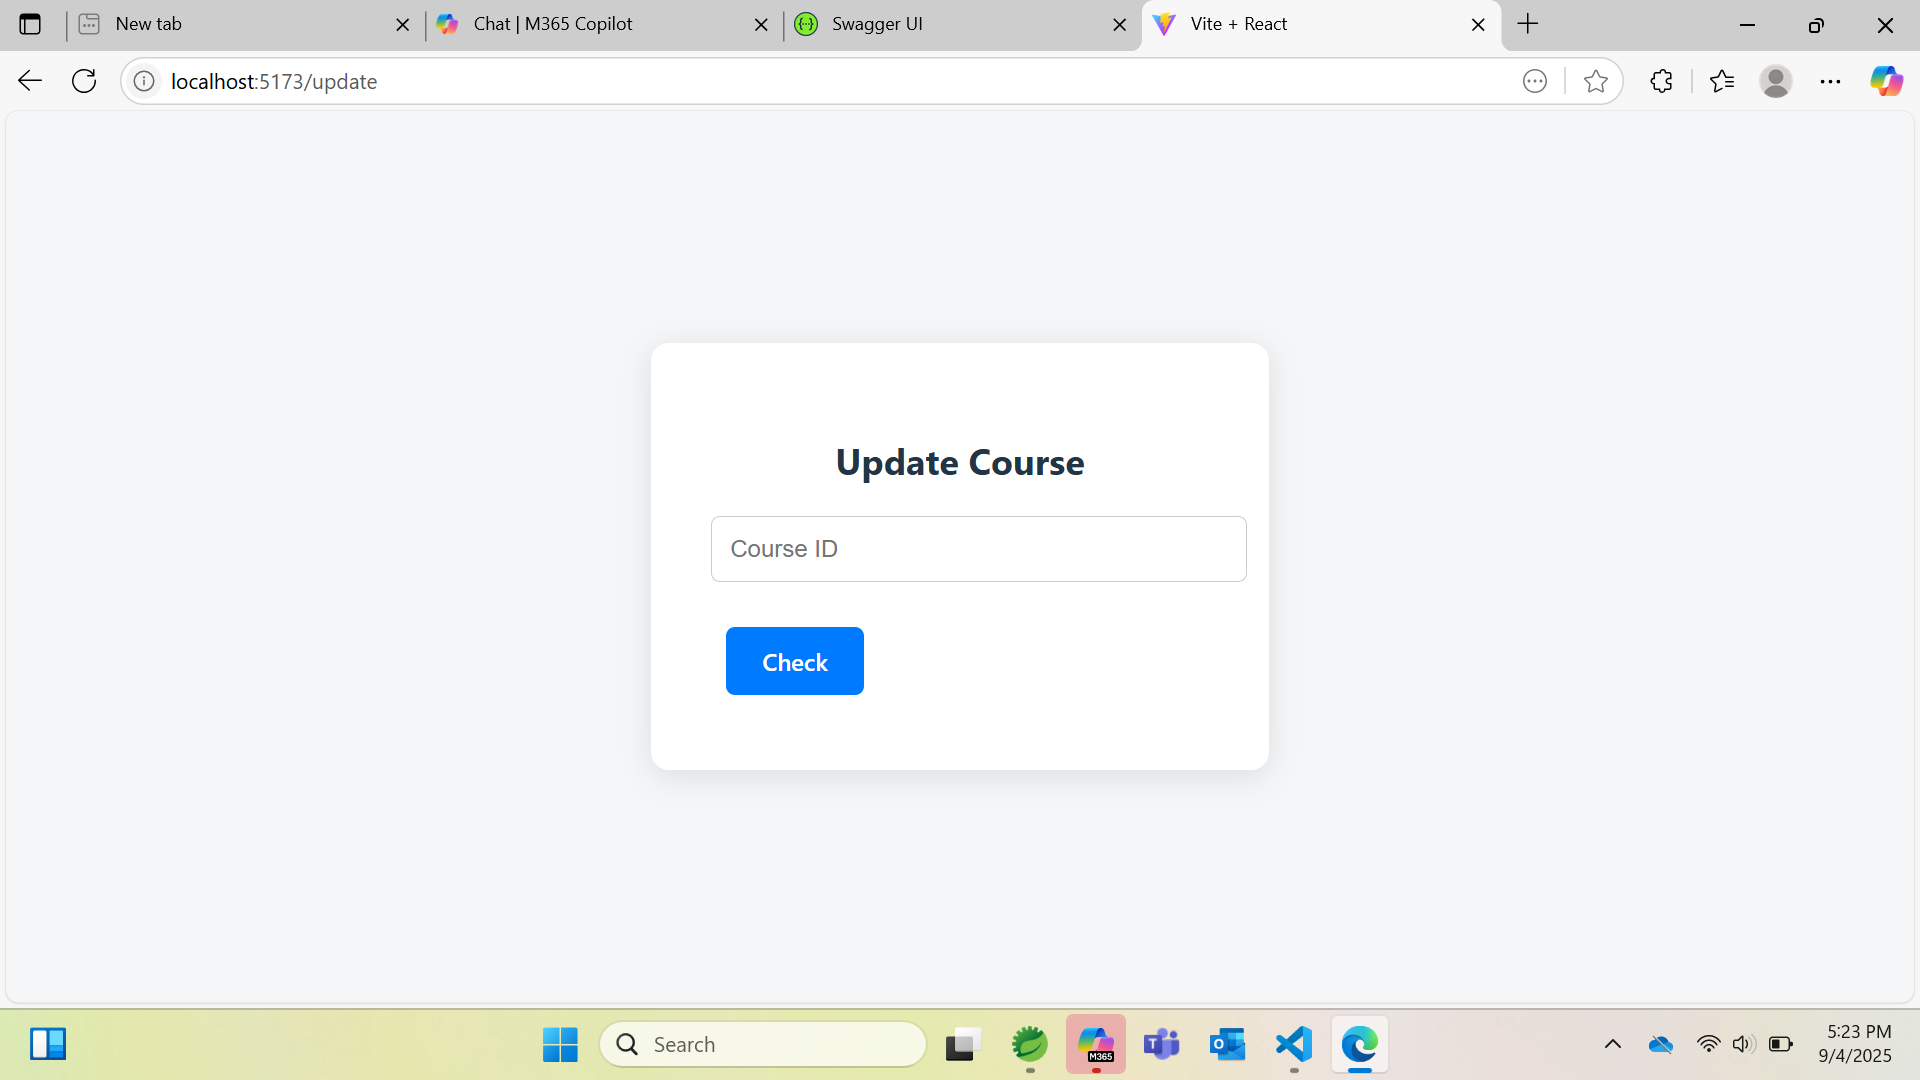 New tab
Chat | M365 Copilot
Swagger UI
Vite + React
localhost:5173/update
Update Course
Course ID
Check
Search
M365
5:23 PM
9/4/2025